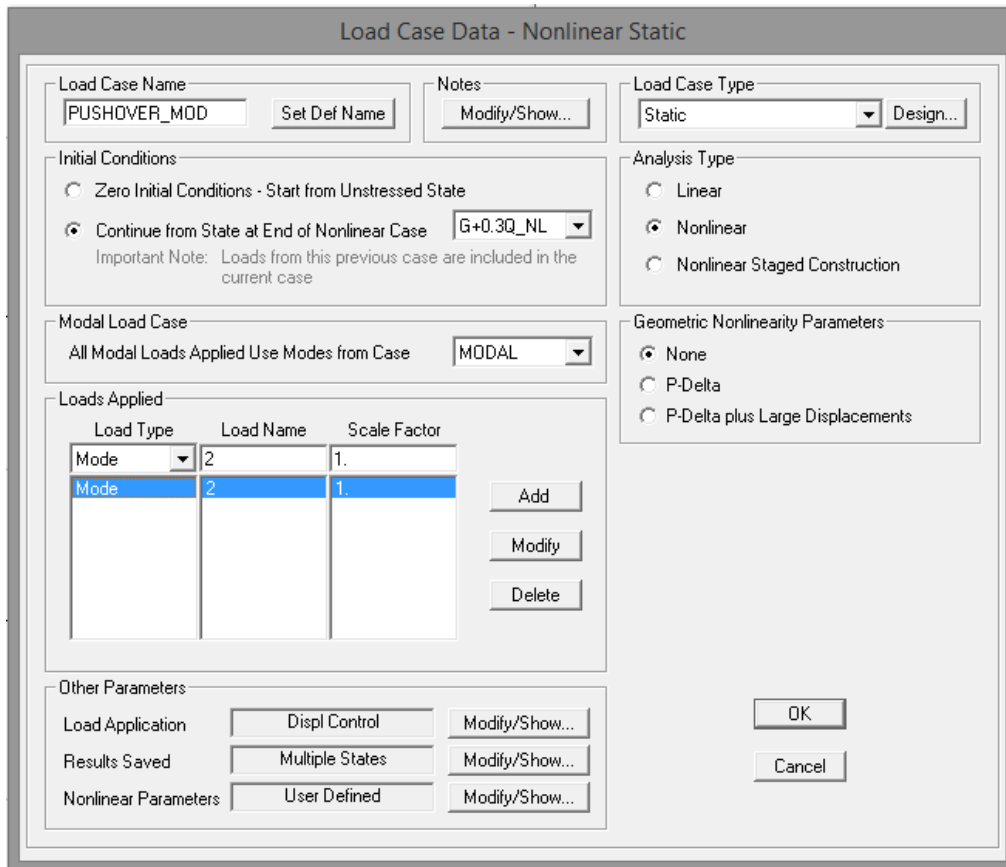 Load Case Data - Nonlinear Static
Load Case Name
PUSHOVER_MOD
Set Def Name
Notes
Modify/Show...
Load Case Type
Static
Design...
Initial Conditions
Zero Initial Conditions - Start from Unstressed State
Continue from State at End of Nonlinear Case
G+0.3Q_NL
Important Note: Loads from this previous case are included in the
current case
Analysis Type
Linear
Nonlinear
Nonlinear Staged Construction
Modal Load Case
All Modal Loads Applied Use Modes from Case
MODAL
Geometric Nonlinearity Parameters
None
P-Delta
P-Delta plus Large Displacements
Loads Applied
Load Type Load Name Scale Factor
Mode 2 1.
Mode 2 1.
Add
Modify
Delete
Other Parameters
Load Application Displ Control Modify/Show...
Results Saved Multiple States Modify/Show...
Nonlinear Parameters User Defined Modify/Show...
OK
Cancel